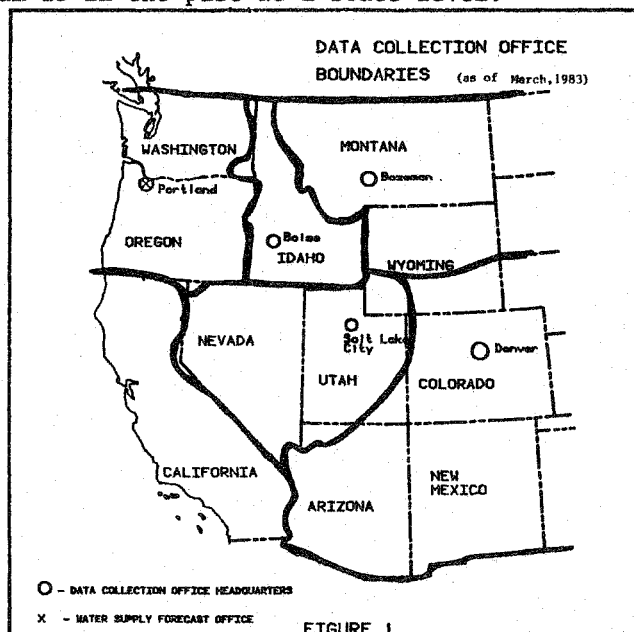 DATA COLLECTION OFFICE
BOUNDARIES (as of March, 1983)
WASHINGTON
MONTANA
Portland
Bozeman
OREGON
Boise
IDAHO
WYOMING
NEVADA
Salt Lake
City
Denver
UTAH
COLORADO
CALIFORNIA
ARIZONA
NEW
MEXICO
O - DATA COLLECTION OFFICE HEADQUARTERS
X - WATER SUPPLY FORECAST OFFICE
FIGURE 1